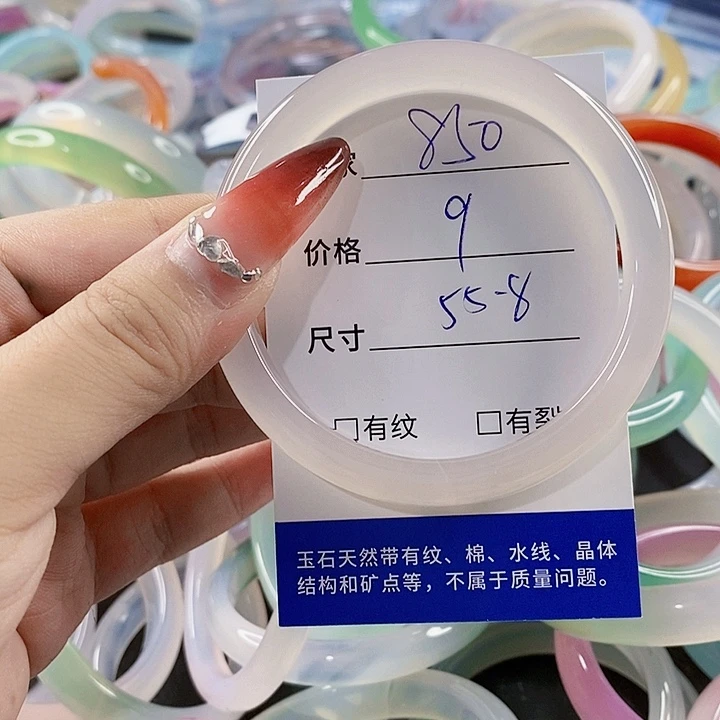 家 850
价格 9
尺寸 55-8
□有纹 □有裂
玉石天然带有纹、棉、水线、晶体
结构和矿点等，不属于质量问题。